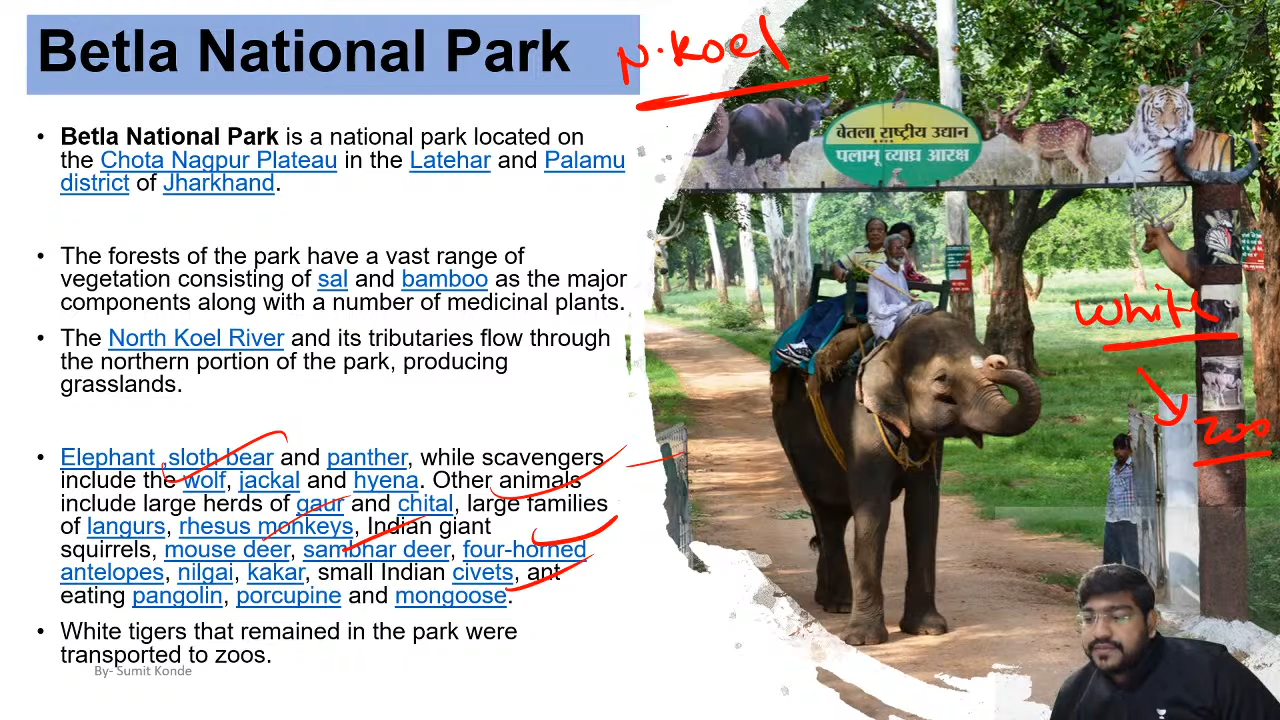 Betla National Park
N. Koel
• Betla National Park is a national park located on
the Chota Nagpur Plateau in the Latehar and Palamu
district of Jharkhand.
• The forests of the park have a vast range of
vegetation consisting of sal and bamboo as the major
components along with a number of medicinal plants.
• The North Koel River and its tributaries flow through
the northern portion of the park, producing
grasslands.
• Elephant ,sloth bear and panther, while scavengers
include the wolf, jackal and hyena. Other animals
include large herds of gaur and chital, large families
of langurs, rhesus monkeys, Indian giant
squirrels, mouse deer, sambhar deer, four-horned
antelopes, nilgai, kakar, small Indian civets, ant
eating pangolin, porcupine and mongoose.
• White tigers that remained in the park were
transported to zoos.
By- Sumit Konde
बेतला राष्ट्रीय उद्यान
पलामू व्याघ्र आरक्ष
White
zoo